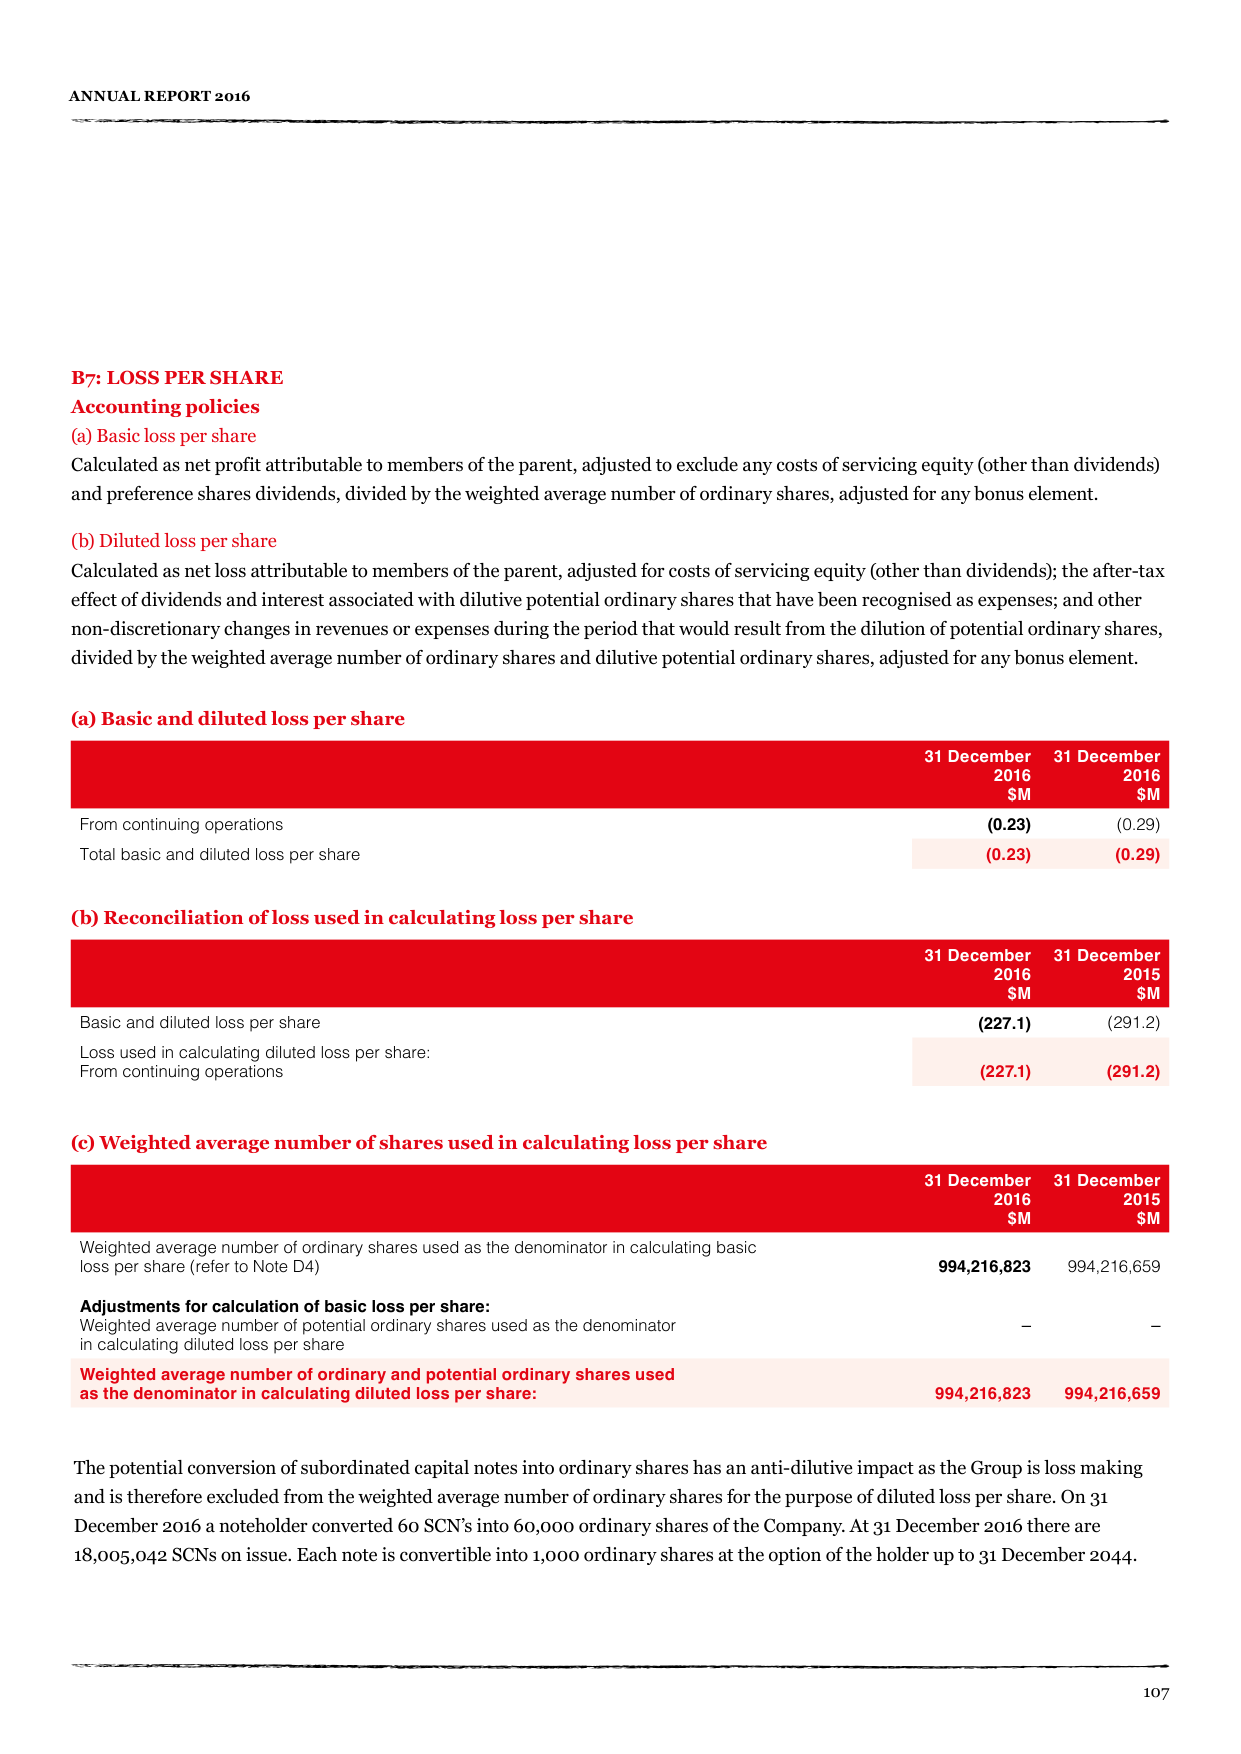 ANNUAL REPORT 2016
B7: LOSS PER SHARE
Accounting policies
(a) Basic loss per share
Calculated as net profit attributable to members of the parent, adjusted to exclude any costs of servicing equity (other than dividends)
and preference shares dividends, divided by the weighted average number of ordinary shares, adjusted for any bonus element.
(b) Diluted loss per share
Calculated as net loss attributable to members of the parent, adjusted for costs of servicing equity (other than dividends); the after-tax
effect of dividends and interest associated with dilutive potential ordinary shares that have been recognised as expenses; and other
non-discretionary changes in revenues or expenses during the period that would result from the dilution of potential ordinary shares,
divided by the weighted average number of ordinary shares and dilutive potential ordinary shares, adjusted for any bonus element.
(a) Basic and diluted loss per share
31 December 31 December
2016 2016
$M $M
From continuing operations (0.23) (0.29)
Total basic and diluted loss per share (0.23) (0.29)
(b) Reconciliation of loss used in calculating loss per share
31 December 31 December
2016 2015
$M $M
Basic and diluted loss per share (227.1) (291.2)
Loss used in calculating diluted loss per share:
From continuing operations (227.1) (291.2)
(c) Weighted average number of shares used in calculating loss per share
31 December 31 December
2016 2015
$M $M
Weighted average number of ordinary shares used as the denominator in calculating basic
loss per share (refer to Note D4) 994,216,823 994,216,659
Adjustments for calculation of basic loss per share:
Weighted average number of potential ordinary shares used as the denominator – –
in calculating diluted loss per share
Weighted average number of ordinary and potential ordinary shares used
as the denominator in calculating diluted loss per share: 994,216,823 994,216,659
The potential conversion of subordinated capital notes into ordinary shares has an anti-dilutive impact as the Group is loss making
and is therefore excluded from the weighted average number of ordinary shares for the purpose of diluted loss per share. On 31
December 2016 a noteholder converted 60 SCN's into 60,000 ordinary shares of the Company. At 31 December 2016 there are
18,005,042 SCNs on issue. Each note is convertible into 1,000 ordinary shares at the option of the holder up to 31 December 2044.
107